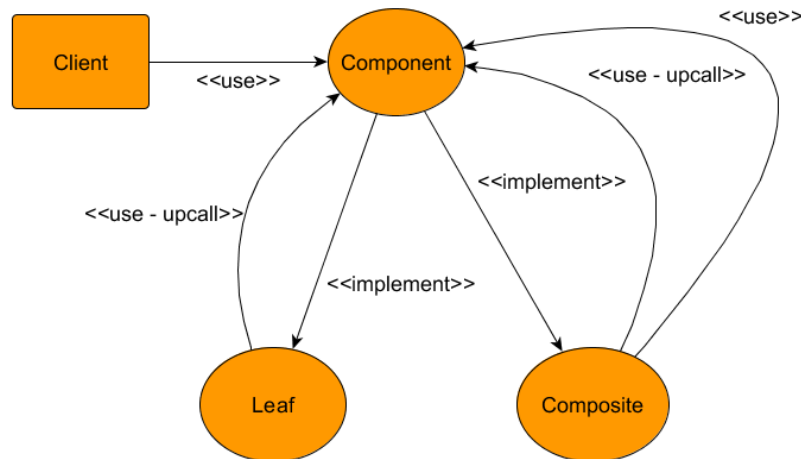 <<use>>
Client
Component
<<use>>
<<use - upcall>>
<<implement>>
<<use - upcall>>
<<implement>>
Leaf
Composite